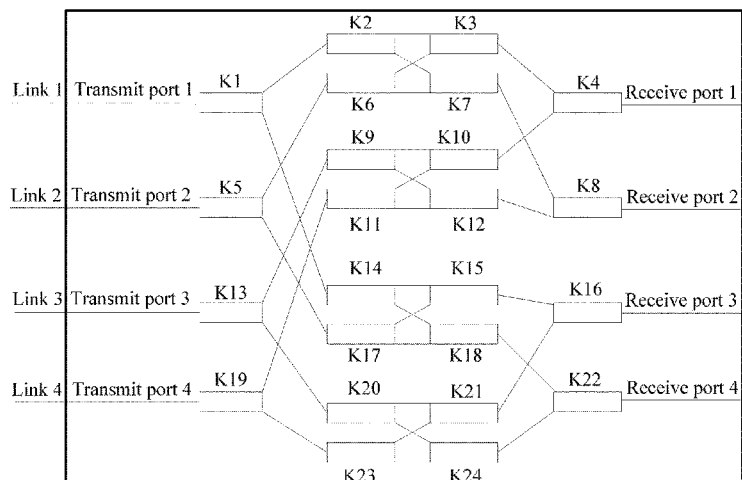 K2 K3
Link 1 Transmit port 1 K1 K4 Receive port 1
K6 K7
K9 K10
Link 2 Transmit port 2 K5 K8 Receive port 2
K11 K12
K14 K15
Link 3 Transmit port 3 K13 K16 Receive port 3
K17 K18
Link 4 Transmit port 4 K19 K20 K21 K22 Receive port 4
K23 K24